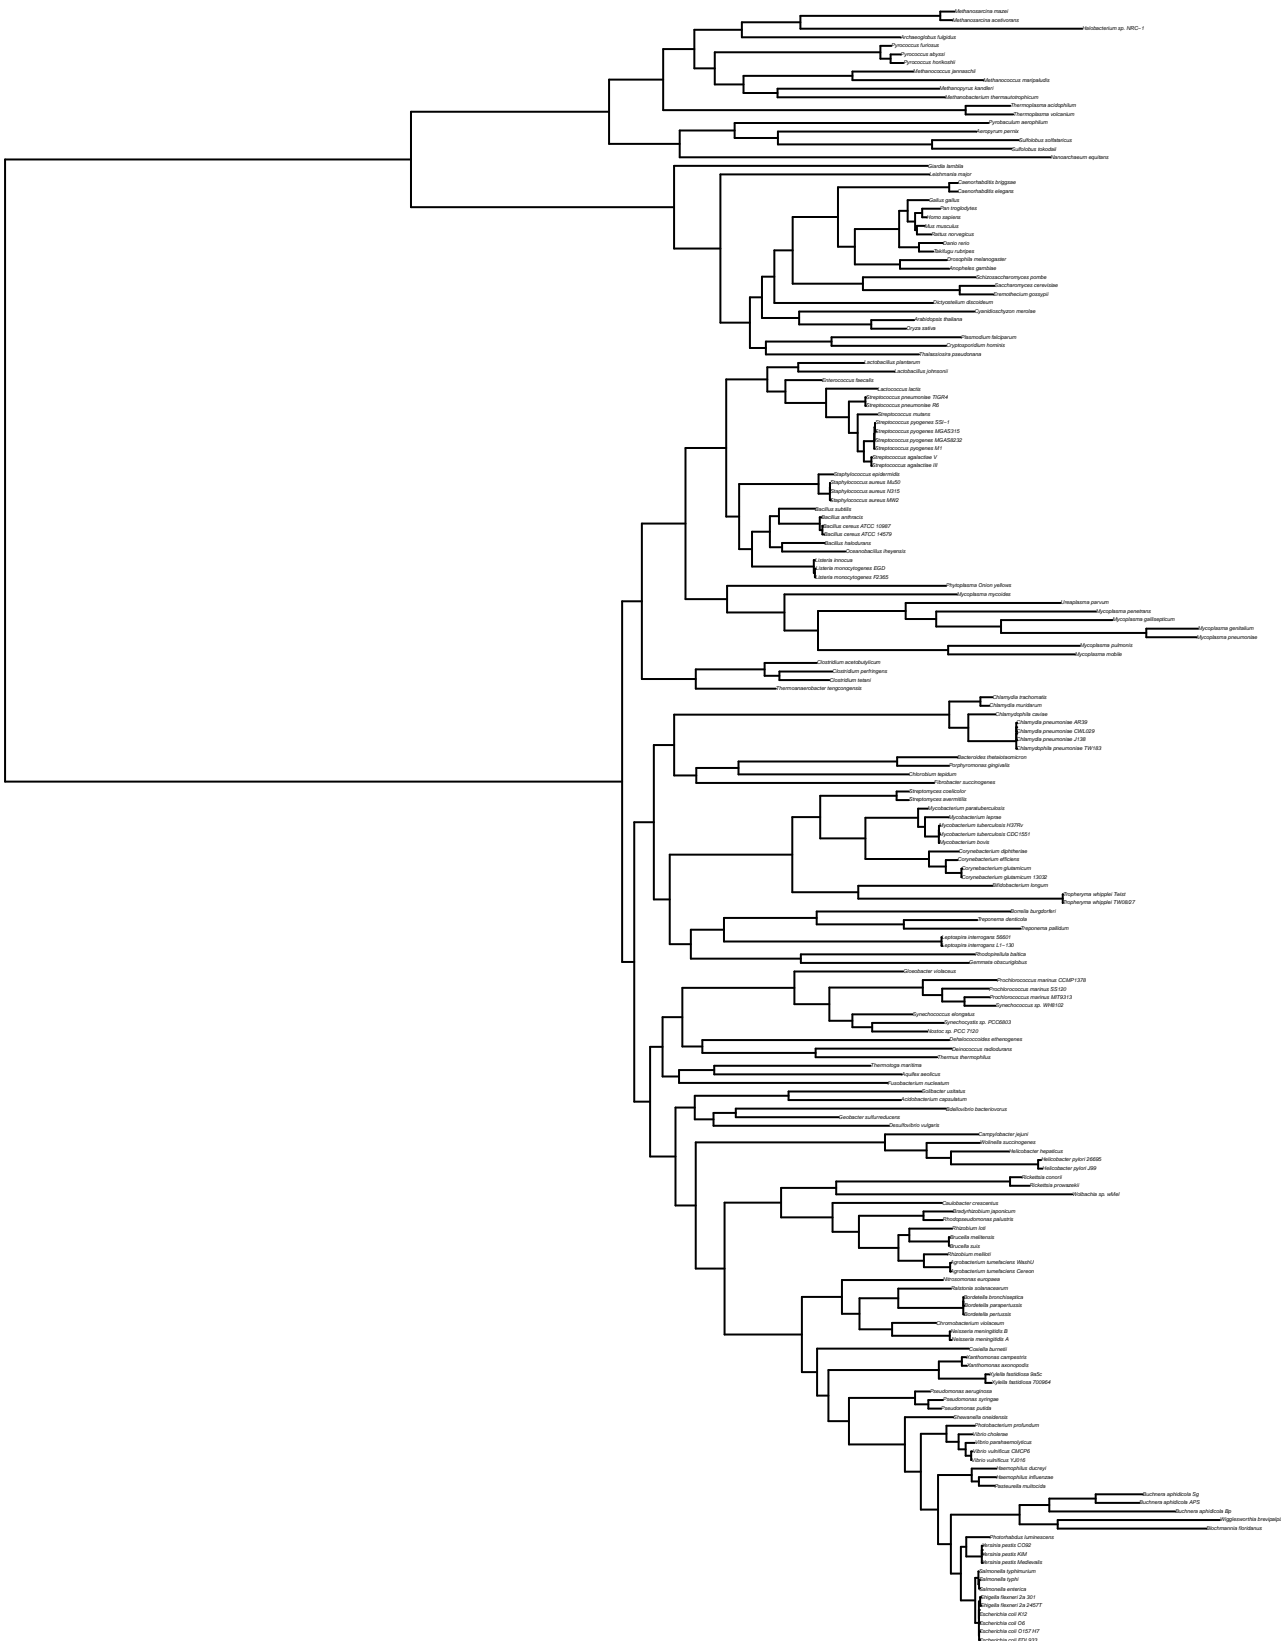 Methanosarcina mazei
Methanosarcina acetivorans
Halobacterium sp. NRC-1
Archaeoglobus fulgidus
Pyrococcus furiosus
Pyrococcus abyssi
Pyrococcus horikoshii
Methanococcus jannaschii
Methanococcus maripaludis
Methanopyrus kandleri
Methanobacterium thermautotrophicum
Thermoplasma acidophilum
Thermoplasma volcanium
Pyrobaculum aerophilum
Aeropyrum pernix
Sulfolobus solfataricus
Sulfolobus tokodaii
Nanoarchaeum equitans
Giardia lamblia
Leishmania major
Caenorhabditis briggsae
Caenorhabditis elegans
Gallus gallus
Pan troglodytes
Homo sapiens
Mus musculus
Rattus norvegicus
Danio rerio
Takifugu rubripes
Drosophila melanogaster
Anopheles gambiae
Schizosaccharomyces pombe
Saccharomyces cerevisiae
Eremothecium gossypii
Dictyostelium discoideum
Cyanidioschyzon merolae
Arabidopsis thaliana
Oryza sativa
Plasmodium falciparum
Cryptosporidium hominis
Thalassiosira pseudonana
Lactobacillus plantarum
Lactobacillus johnsonii
Enterococcus faecalis
Lactococcus lactis
Streptococcus pneumoniae TIGR4
Streptococcus pneumoniae R6
Streptococcus mutans
Streptococcus pyogenes SSI-1
Streptococcus pyogenes MGAS315
Streptococcus pyogenes MGAS8232
Streptococcus pyogenes M1
Streptococcus agalactiae V
Streptococcus agalactiae III
Staphylococcus epidermidis
Staphylococcus aureus Mu50
Staphylococcus aureus N315
Staphylococcus aureus MW2
Bacillus subtilis
Bacillus anthracis
Bacillus cereus ATCC 10987
Bacillus cereus ATCC 14579
Bacillus halodurans
Oceanobacillus iheyensis
Listeria innocua
Listeria monocytogenes EGD
Listeria monocytogenes F2365
Phytoplasma Onion yellows
Mycoplasma mycoides
Ureaplasma parvum
Mycoplasma penetrans
Mycoplasma gallisepticum
Mycoplasma genitalium
Mycoplasma pneumoniae
Mycoplasma pulmonis
Mycoplasma mobile
Clostridium acetobutylicum
Clostridium perfringens
Clostridium tetani
Thermoanaerobacter tengcongensis
Chlamydia trachomatis
Chlamydia muridarum
Chlamydophila caviae
Chlamydia pneumoniae AR39
Chlamydia pneumoniae CWL029
Chlamydia pneumoniae J138
Chlamydophila pneumoniae TW183
Bacteroides thetaiotaomicron
Porphyromonas gingivalis
Chlorobium tepidum
Fibrobacter succinogenes
Streptomyces coelicolor
Streptomyces avermitilis
Mycobacterium paratuberculosis
Mycobacterium leprae
Mycobacterium tuberculosis H37Rv
Mycobacterium tuberculosis CDC1551
Mycobacterium bovis
Corynebacterium diphtheriae
Corynebacterium efficiens
Corynebacterium glutamicum
Corynebacterium glutamicum 13032
Bifidobacterium longum
Tropheryma whipplei Twist
Tropheryma whipplei TW08/27
Borrelia burgdorferi
Treponema denticola
Treponema pallidum
Leptospira interrogans 56601
Leptospira interrogans L1-130
Rhodopirellula baltica
Gemmata obscuriglobus
Gloeobacter violaceus
Prochlorococcus marinus CCMP1378
Prochlorococcus marinus SS120
Prochlorococcus marinus MIT9313
Synechococcus sp. WH8102
Synechococcus elongatus
Synechocystis sp. PCC6803
Nostoc sp. PCC 7120
Dehalococcoides ethenogenes
Deinococcus radiodurans
Thermus thermophilus
Thermotoga maritima
Aquifex aeolicus
Fusobacterium nucleatum
Solibacter usitatus
Acidobacterium capsulatum
Bdellovibrio bacteriovorus
Geobacter sulfurreducens
Desulfovibrio vulgaris
Campylobacter jejuni
Wolinella succinogenes
Helicobacter hepaticus
Helicobacter pylori 26695
Helicobacter pylori J99
Rickettsia conorii
Rickettsia prowazekii
Wolbachia sp. wMel
Caulobacter crescentus
Bradyrhizobium japonicum
Rhodopseudomonas palustris
Rhizobium loti
Brucella melitensis
Brucella suis
Rhizobium meliloti
Agrobacterium tumefaciens WashU
Agrobacterium tumefaciens Cereon
Nitrosomonas europaea
Ralstonia solanacearum
Bordetella bronchiseptica
Bordetella parapertussis
Bordetella pertussis
Chromobacterium violaceum
Neisseria meningitidis B
Neisseria meningitidis A
Coxiella burnetii
Xanthomonas campestris
Xanthomonas axonopodis
Xylella fastidiosa 9a5c
Xylella fastidiosa 700964
Pseudomonas aeruginosa
Pseudomonas syringae
Pseudomonas putida
Shewanella oneidensis
Photobacterium profundum
Vibrio cholerae
Vibrio parahaemolyticus
Vibrio vulnificus CMCP6
Vibrio vulnificus YJ016
Haemophilus ducreyi
Haemophilus influenzae
Pasteurella multocida
Buchnera aphidicola Sg
Buchnera aphidicola APS
Buchnera aphidicola Bp
Wigglesworthia brevipalpis
Blochmannia floridanus
Photorhabdus luminescens
Yersinia pestis CO92
Yersinia pestis KIM
Yersinia pestis Medievalis
Salmonella typhimurium
Salmonella typhi
Salmonella enterica
Shigella flexneri 2a 301
Shigella flexneri 2a 2457T
Escherichia coli K12
Escherichia coli O6
Escherichia coli O157 H7
Escherichia coli EDL933